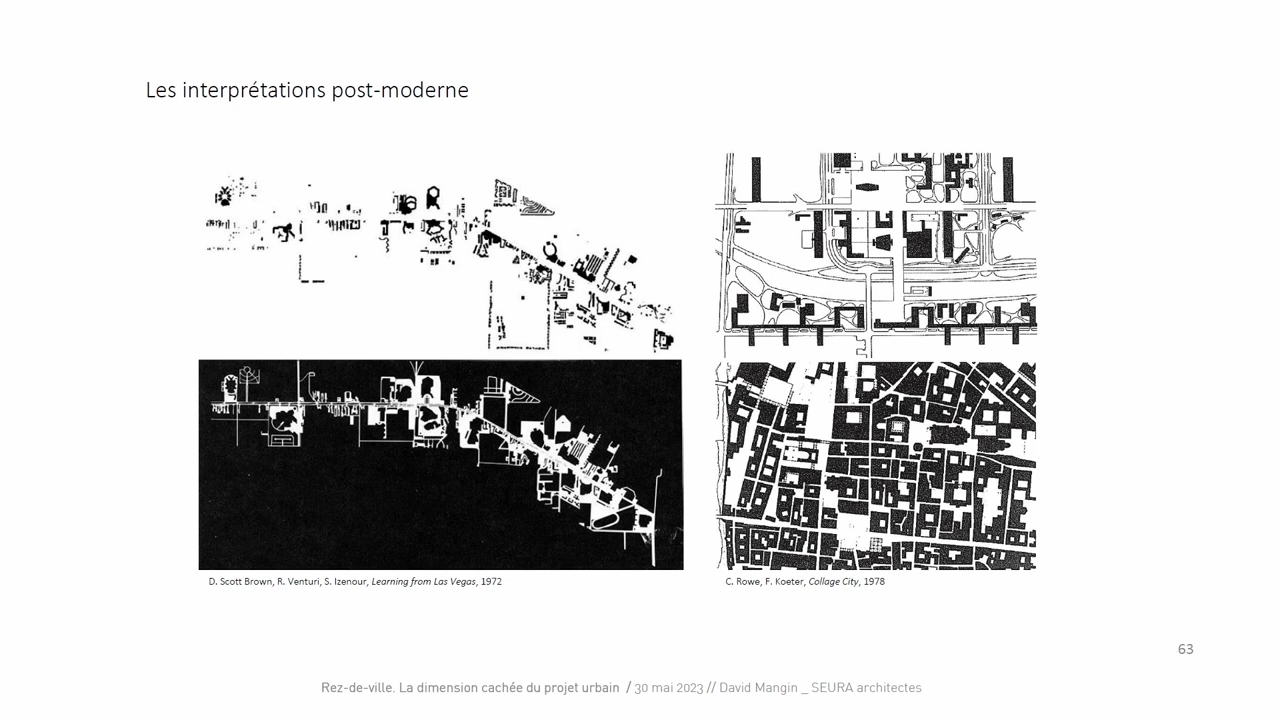 Les interprétations post-moderne
D. Scott Brown, R. Venturi, S. Izenour, Learning from Las Vegas, 1972
C. Rowe, F. Koeter, Collage City, 1978
63
Rez-de-ville. La dimension cachée du projet urbain / 30 mai 2023 // David Mangin _ SEURA architectes